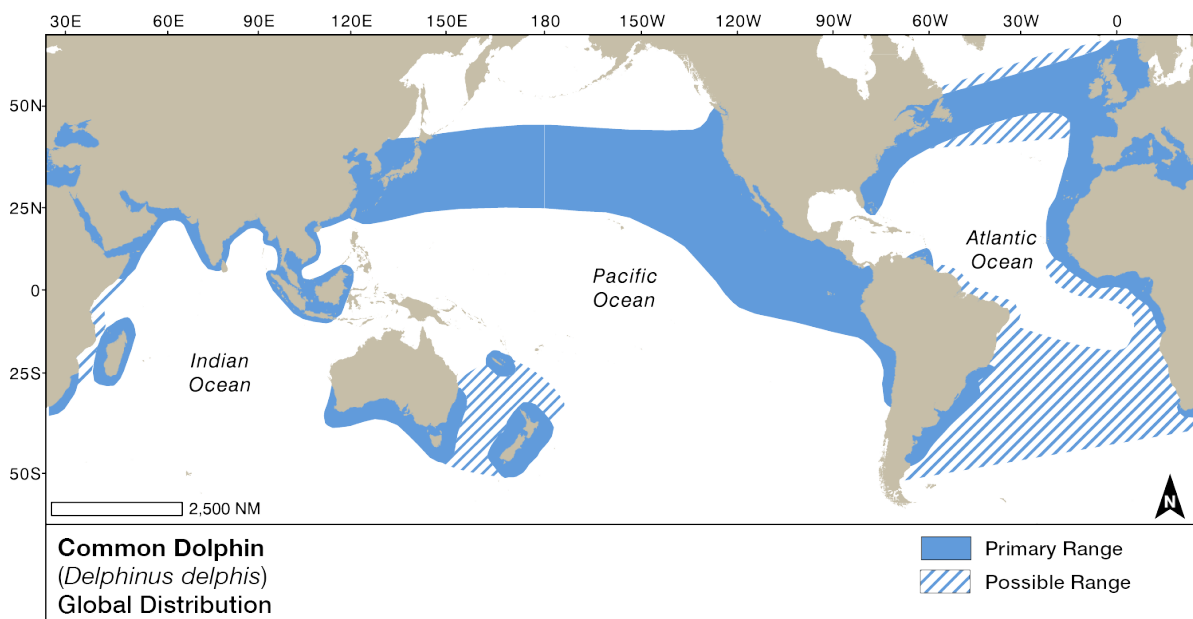 30E 60E 90E 120E 150E 180 150W 120W 90W 60W 30W 0
50N
25N
0
25S
50S
Atlantic
Ocean
Pacific
Ocean
Indian
Ocean
2,500 NM
N
Common Dolphin
(Delphinus delphis)
Global Distribution
Primary Range
Possible Range